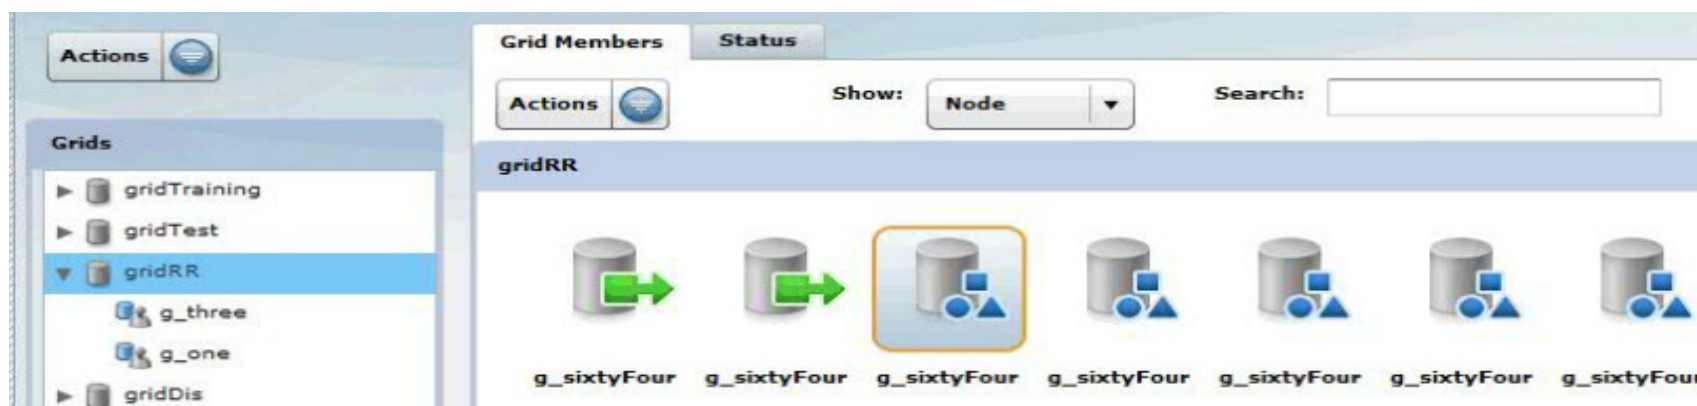 Actions
Grids
gridTraining
gridTest
gridRR
g_three
g_one
gridDis
Grid Members Status
Actions Show: Node Search:
gridRR
g_sixtyFour g_sixtyFour g_sixtyFour g_sixtyFour g_sixtyFour g_sixtyFour g_sixtyFour